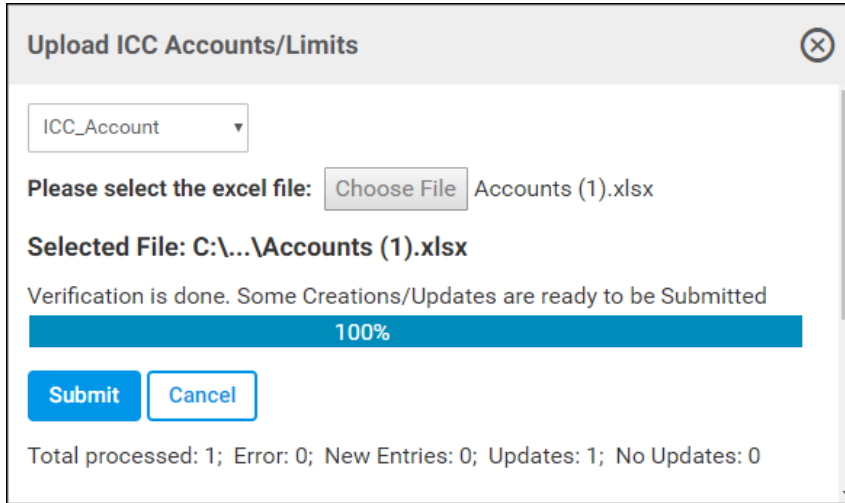 Upload ICC Accounts/Limits
ICC_Account
Please select the excel file: Choose File Accounts (1).xlsx
Selected File: C:\...\Accounts (1).xlsx
Verification is done. Some Creations/Updates are ready to be Submitted
100%
Submit Cancel
Total processed: 1; Error: 0; New Entries: 0; Updates: 1; No Updates: 0